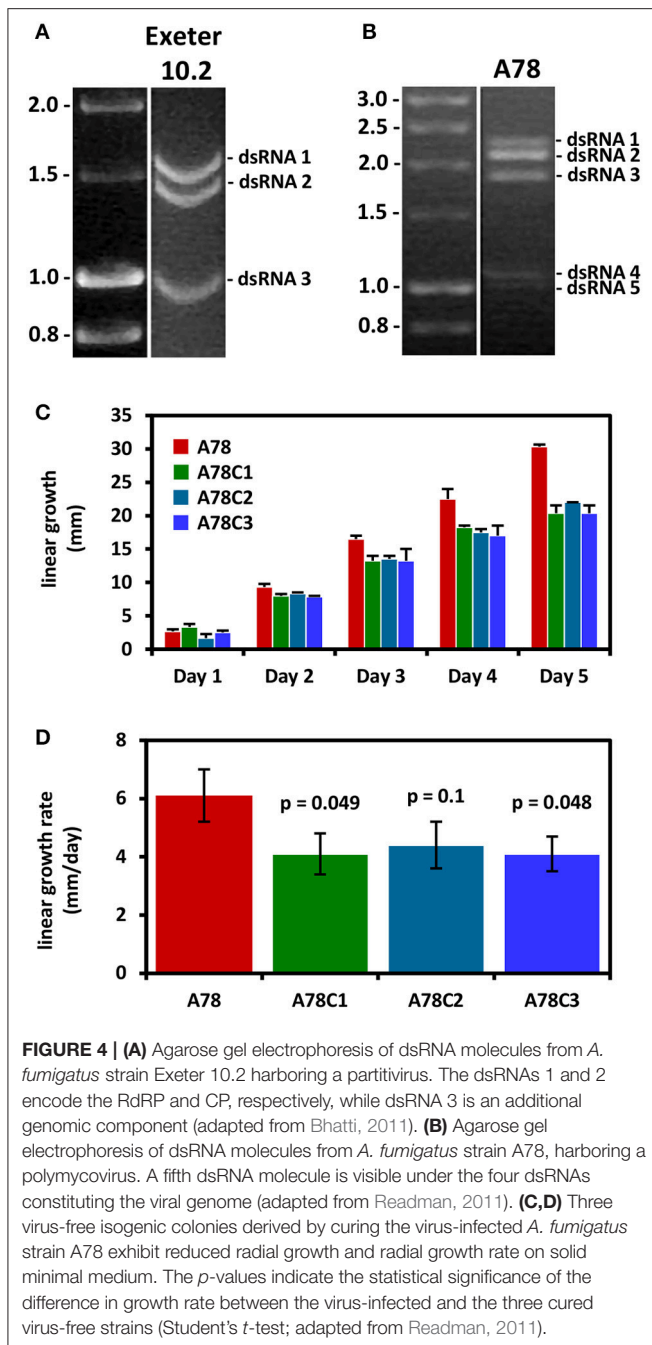 A
Exeter
10.2
2.0 -
1.5 -
1.0 -
0.8 -
- dsRNA 1
- dsRNA 2
- dsRNA 3
B
A78
3.0 -
2.5 -
2.0 -
1.5 -
1.0 -
0.8 -
- dsRNA 1
- dsRNA 2
- dsRNA 3
- dsRNA 4
- dsRNA 5
C
linear growth
(mm)
35
30
25
20
15
10
5
0
A78
A78C1
A78C2
A78C3
Day 1 Day 2 Day 3 Day 4 Day 5
D
linear growth rate
(mm/day)
8
6
4
2
0
p = 0.049 p = 0.1 p = 0.048
A78 A78C1 A78C2 A78C3
FIGURE 4 | (A) Agarose gel electrophoresis of dsRNA molecules from A.
fumigatus strain Exeter 10.2 harboring a partitivirus. The dsRNAs 1 and 2
encode the RdRP and CP, respectively, while dsRNA 3 is an additional
genomic component (adapted from Bhatti, 2011). (B) Agarose gel
electrophoresis of dsRNA molecules from A. fumigatus strain A78, harboring a
polymycovirus. A fifth dsRNA molecule is visible under the four dsRNAs
constituting the viral genome (adapted from Readman, 2011). (C,D) Three
virus-free isogenic colonies derived by curing the virus-infected A. fumigatus
strain A78 exhibit reduced radial growth and radial growth rate on solid
minimal medium. The p-values indicate the statistical significance of the
difference in growth rate between the virus-infected and the three cured
virus-free strains (Student's t-test; adapted from Readman, 2011).